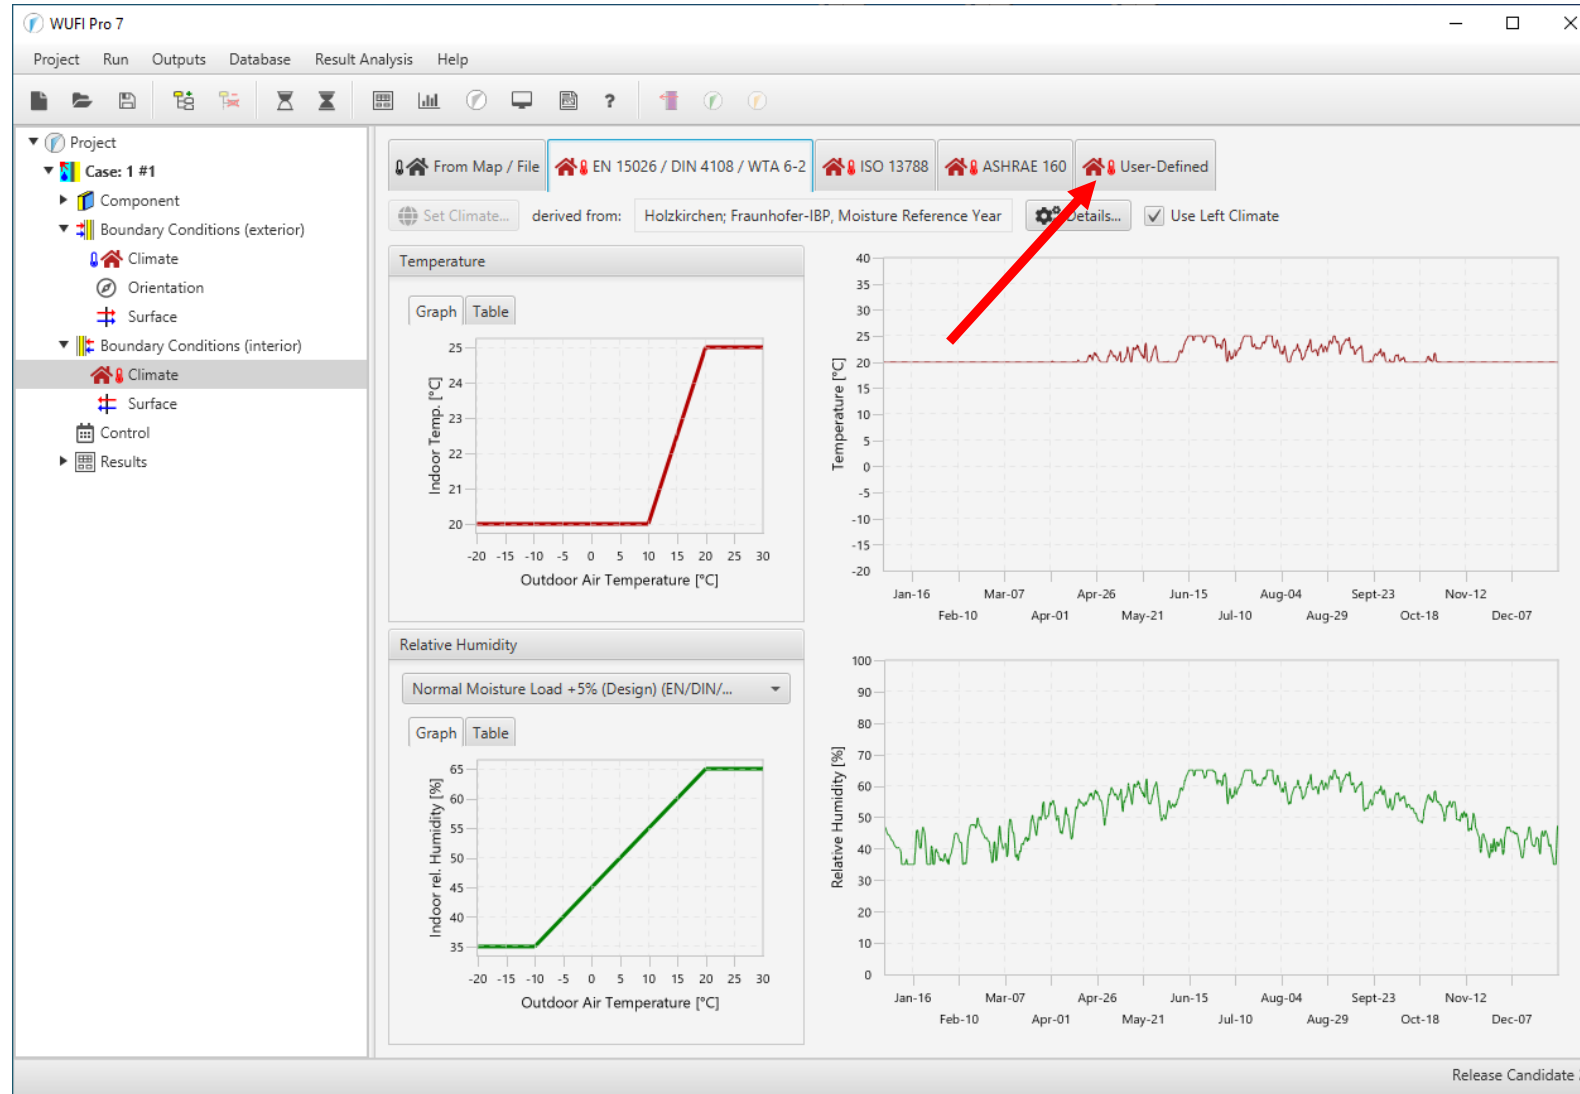 WUFI Pro 7
Project Run Outputs Database Result Analysis Help
Project
Case: 1 #1
Component
Boundary Conditions (exterior)
Climate
Orientation
Surface
Boundary Conditions (interior)
Climate
Surface
Control
Results
From Map / File EN 15026 / DIN 4108 / WTA 6-2 ISO 13788 ASHRAE 160 User-Defined
Set Climate... derived from: Holzkirchen; Fraunhofer-IBP, Moisture Reference Year Details... Use Left Climate
Temperature
Graph Table
Indoor Temp. [°C]
25
24
23
22
21
20
-20 -15 -10 -5 0 5 10 15 20 25 30
Outdoor Air Temperature [°C]
Relative Humidity
Normal Moisture Load +5% (Design) (EN/DIN/...
Graph Table
Indoor rel. Humidity [%]
65
60
55
50
45
40
35
-20 -15 -10 -5 0 5 10 15 20 25 30
Outdoor Air Temperature [°C]
Temperature [°C]
40
35
30
25
20
15
10
5
0
-5
-10
-15
-20
Jan-16 Mar-07 Apr-26 Jun-15 Aug-04 Sept-23 Nov-12
Feb-10 Apr-01 May-21 Jul-10 Aug-29 Oct-18 Dec-07
Relative Humidity [%]
100
90
80
70
60
50
40
30
20
10
0
Jan-16 Mar-07 Apr-26 Jun-15 Aug-04 Sept-23 Nov-12
Feb-10 Apr-01 May-21 Jul-10 Aug-29 Oct-18 Dec-07
Release Candidate